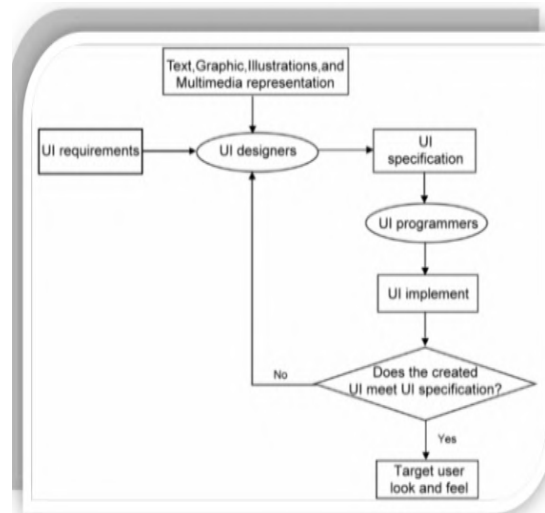 Text,Graphic,Illustrations,and
Multimedia representation
UI requirements
UI designers
UI
specification
UI programmers
UI implement
Does the created
UI meet UI specification?
No
Yes
Target user
look and feel